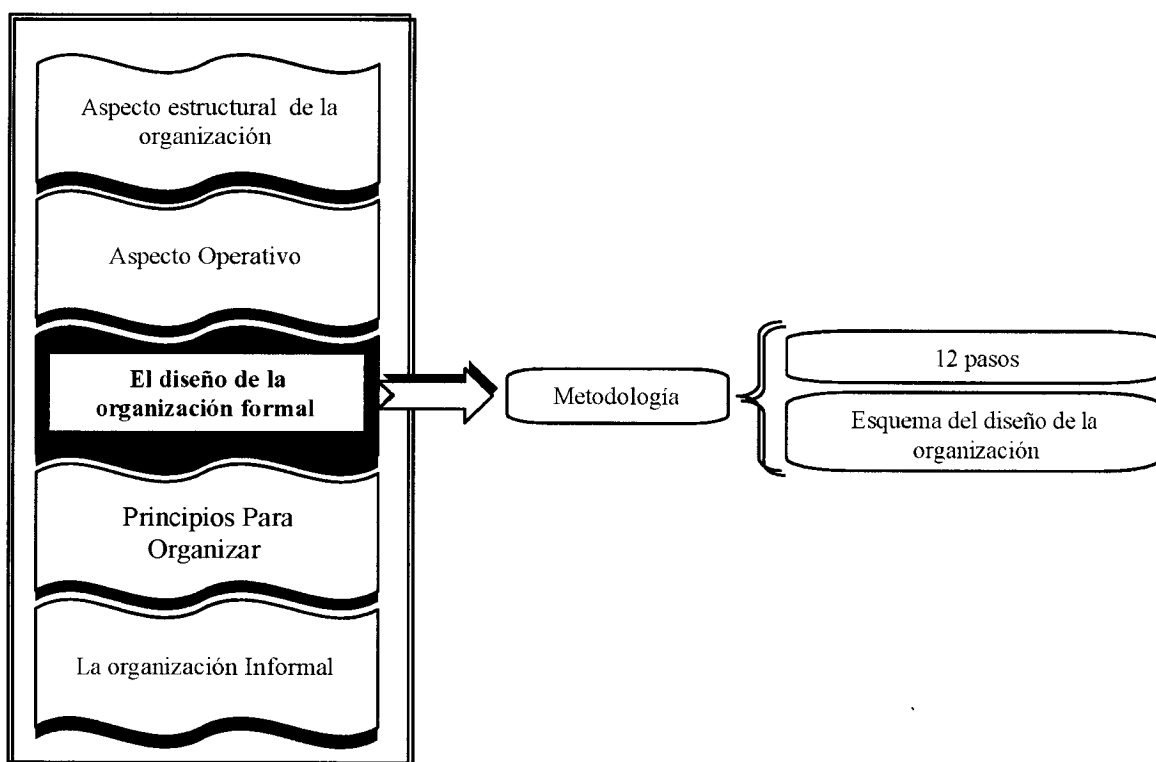 Aspecto estructural de la
organización
Aspecto Operativo
El diseño de la
organización formal
Principios Para
Organizar
La organización Informal
Metodología
12 pasos
Esquema del diseño de la
organización